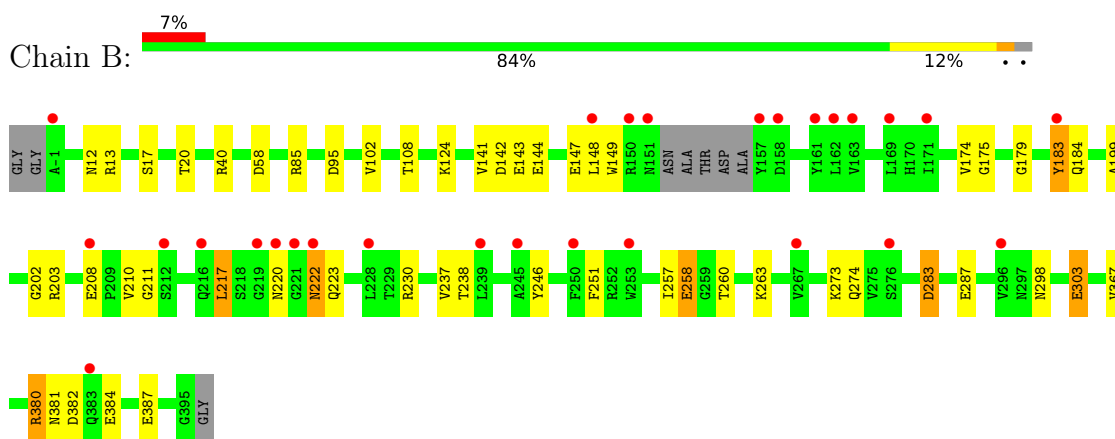 7%
Chain B:
84% 12% • •
GLY GLY A-1 N12 R13 S17 T20 R40 D58 R85 D95 V102 T108 K124 V141 D142 E143 E144 E147 L148 W149 R150 N151 ASN ALA THR ASP ALA Y157 D158 Y161 L162 V163 L169 H170 I171 V174 G175 G179 Y183 Q184
G202 R203 E208 P209 V210 G211 S212 Q216 L217 S218 G219 N220 G221 N222 Q223 L228 T229 R230 V237 T238 L239 A245 Y246 F250 F251 R252 W253 I257 E258 G259 T260 K263 V267 K273 Q274 V275 S276 D283 E287 V296 N297 N298 E303
R380 N381 D382 Q383 E384 E387 G395 GLY